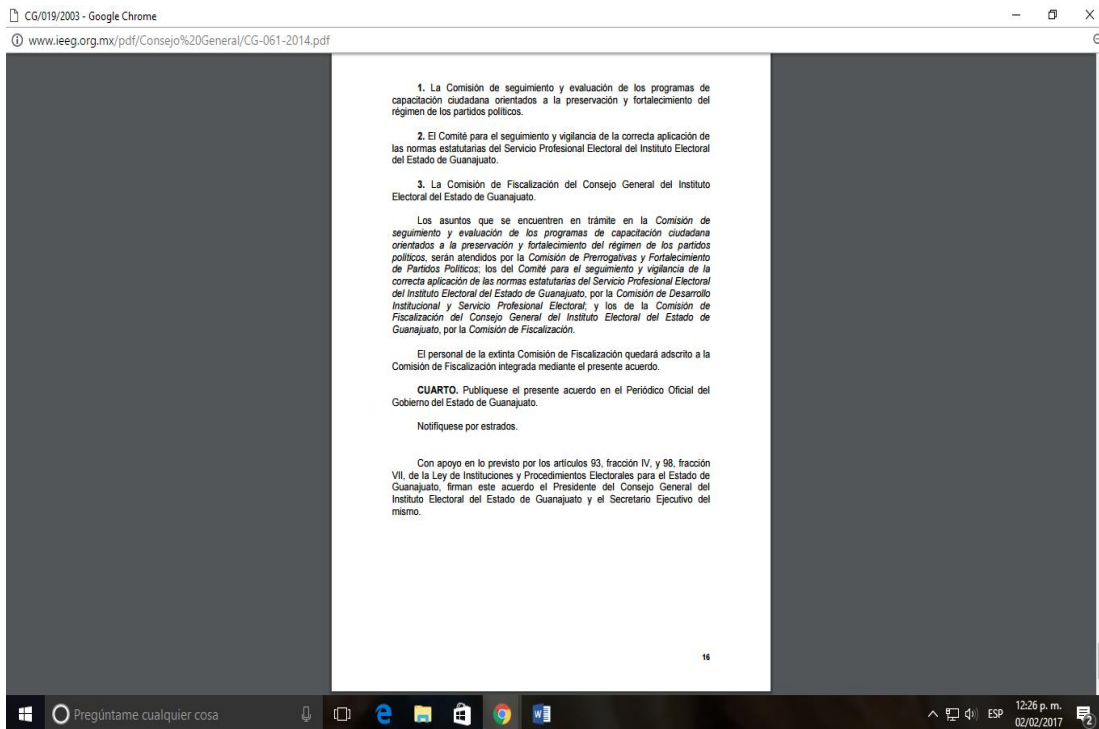 CG/019/2003 - Google Chrome
www.ieeg.org.mx/pdf/Consejo%20General/CG-061-2014.pdf
1. La Comisión de seguimiento y evaluación de los programas de
capacitación ciudadana orientados a la preservación y fortalecimiento del
régimen de los partidos políticos.
2. El Comité para el seguimiento y vigilancia de la correcta aplicación de
las normas estatutarias del Servicio Profesional Electoral del Instituto Electoral
del Estado de Guanajuato.
3. La Comisión de Fiscalización del Consejo General del Instituto
Electoral del Estado de Guanajuato.
Los asuntos que se encuentren en trámite en la Comisión de
seguimiento y evaluación de los programas de capacitación ciudadana
orientados a la preservación y fortalecimiento del régimen de los partidos
políticos, serán atendidos por la Comisión de Prerrogativas y Fortalecimiento
de Partidos Políticos; los del Comité para el seguimiento y vigilancia de la
correcta aplicación de las normas estatutarias del Servicio Profesional Electoral
del Instituto Electoral del Estado de Guanajuato, por la Comisión de Desarrollo
Institucional y Servicio Profesional Electoral; y los de la Comisión de
Fiscalización del Consejo General del Instituto Electoral del Estado de
Guanajuato, por la Comisión de Fiscalización.
El personal de la extinta Comisión de Fiscalización quedará adscrito a la
Comisión de Fiscalización integrada mediante el presente acuerdo.
CUARTO. Publíquese el presente acuerdo en el Periódico Oficial del
Gobierno del Estado de Guanajuato.
Notifíquese por estrados.
Con apoyo en lo previsto por los artículos 93, fracción IV, y 98, fracción
VII, de la Ley de Instituciones y Procedimientos Electorales para el Estado de
Guanajuato, firman este acuerdo el Presidente del Consejo General del
Instituto Electoral del Estado de Guanajuato y el Secretario Ejecutivo del
mismo.
16
Pregúntame cualquier cosa
ESP
12:26 p. m.
02/02/2017
2